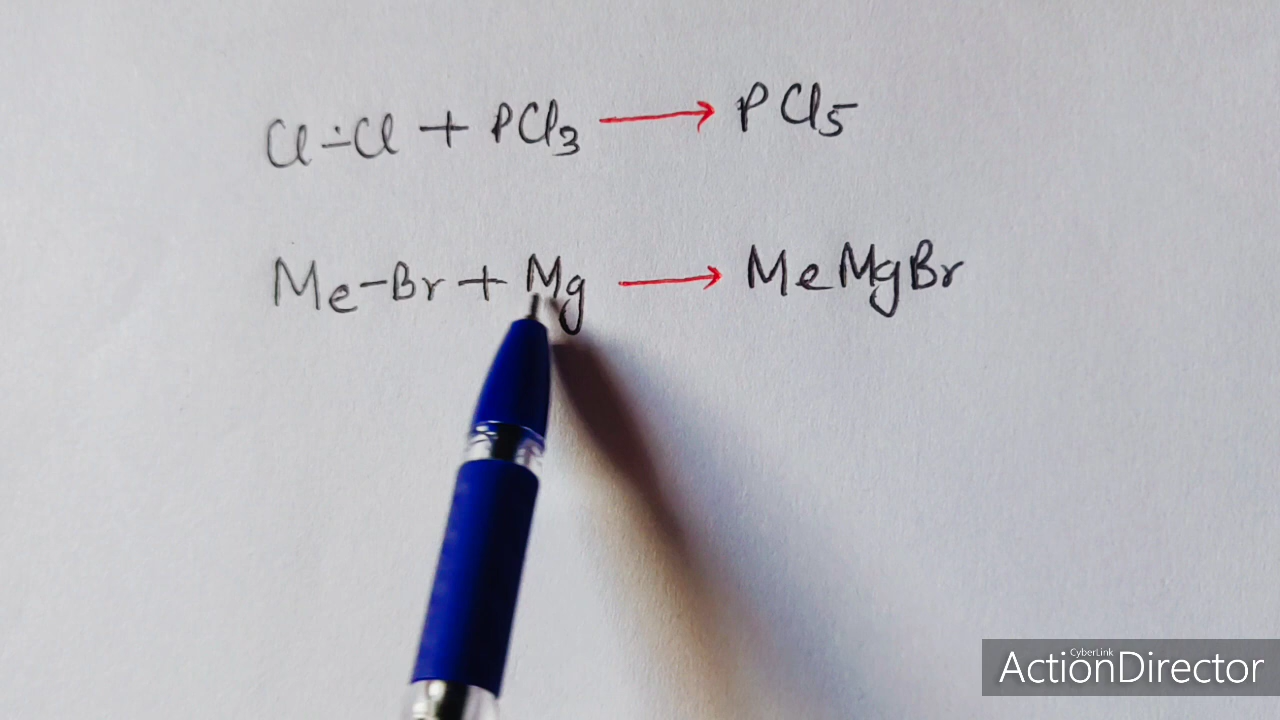 Cl-Cl + PCl3 → PCl5
Me-Br + Mg → MeMgBr
CyberLink
ActionDirector